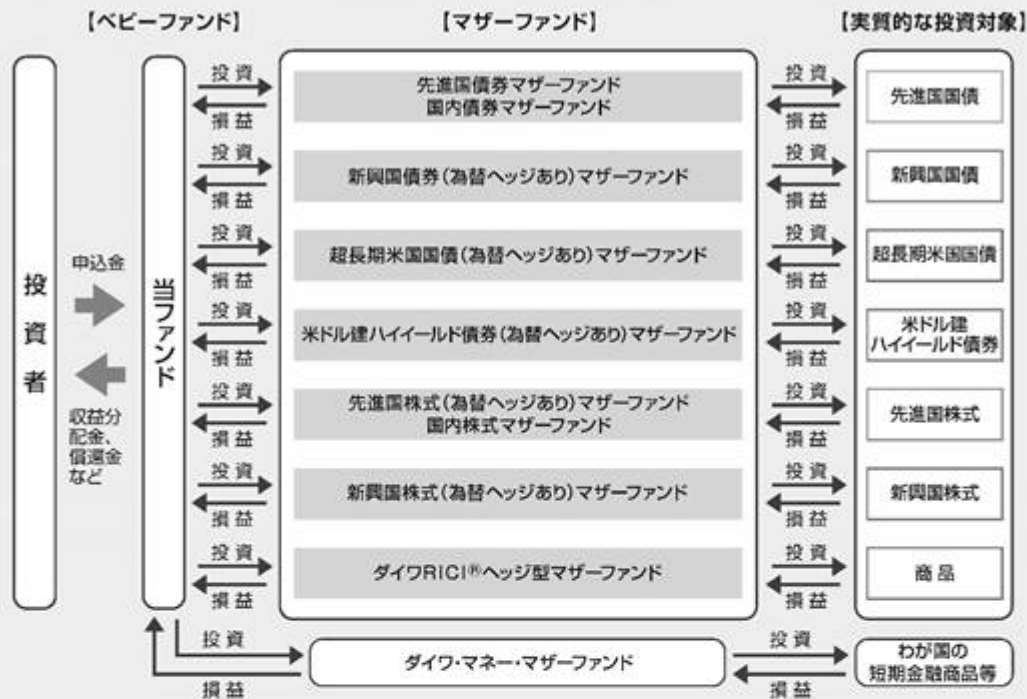 【ベビーファンド】
【マザーファンド】
【実質的な投資対象】
投資者
申込金
収益分
配金、
償還金
など
当ファンド
投資
損益
先進国債券マザーファンド
国内債券マザーファンド
投資
損益
先進国国債
投資
損益
新興国債券(為替ヘッジあり)マザーファンド
投資
損益
新興国国債
投資
損益
超長期米国国債(為替ヘッジあり)マザーファンド
投資
損益
超長期米国国債
投資
損益
米ドル建ハイイールド債券(為替ヘッジあり)マザーファンド
投資
損益
米ドル建
ハイイールド債券
投資
損益
先進国株式(為替ヘッジあり)マザーファンド
国内株式マザーファンド
投資
損益
先進国株式
投資
損益
新興国株式(為替ヘッジあり)マザーファンド
投資
損益
新興国株式
投資
損益
ダイワRICI®ヘッジ型マザーファンド
投資
損益
商品
投資
損益
ダイワ・マネー・マザーファンド
投資
損益
わが国の
短期金融商品等